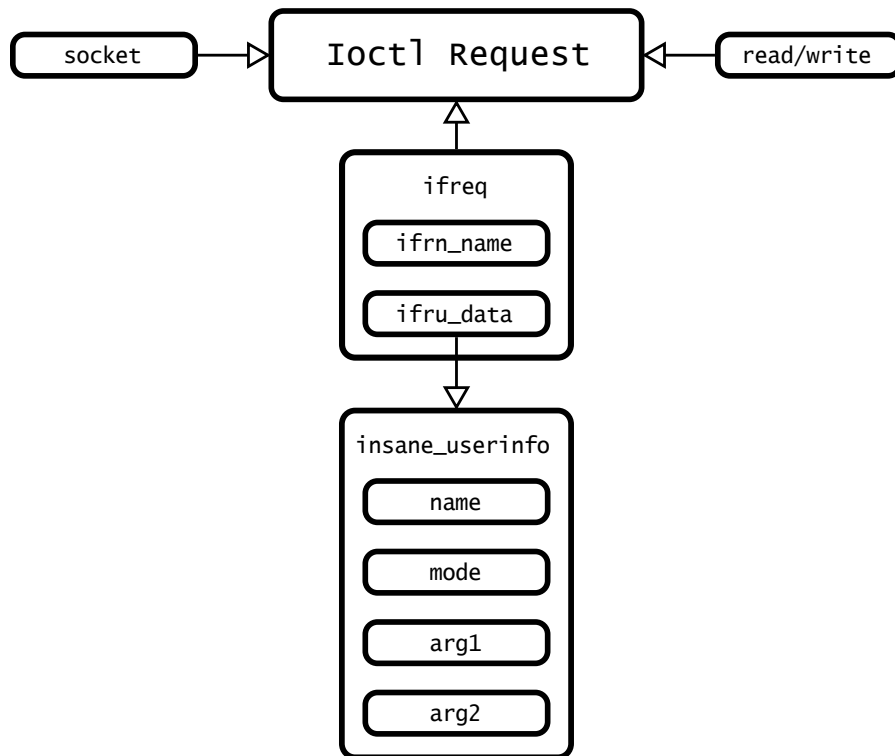 socket
Ioctl Request
read/write
ifreq
ifrn_name
ifru_data
insane_userinfo
name
mode
arg1
arg2